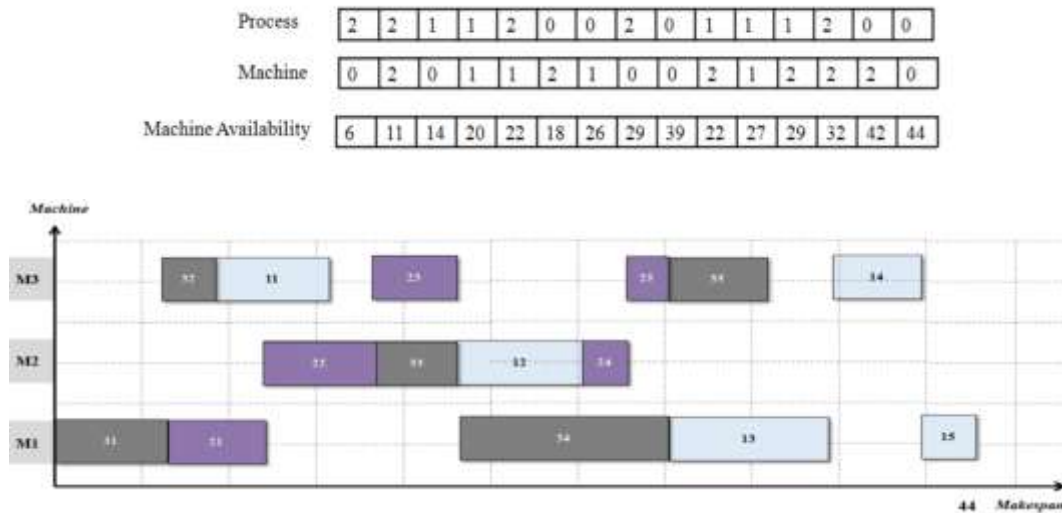 Process 2 2 1 1 2 0 0 2 0 1 1 1 2 0 0
Machine 0 2 0 1 1 2 1 0 0 2 1 2 2 2 0
Machine Availability 6 11 14 20 22 18 26 29 39 22 27 29 32 42 44
Machine
M3 11 23 14
M2 12 24
M1 31 21 34 13 15
44 Makespan